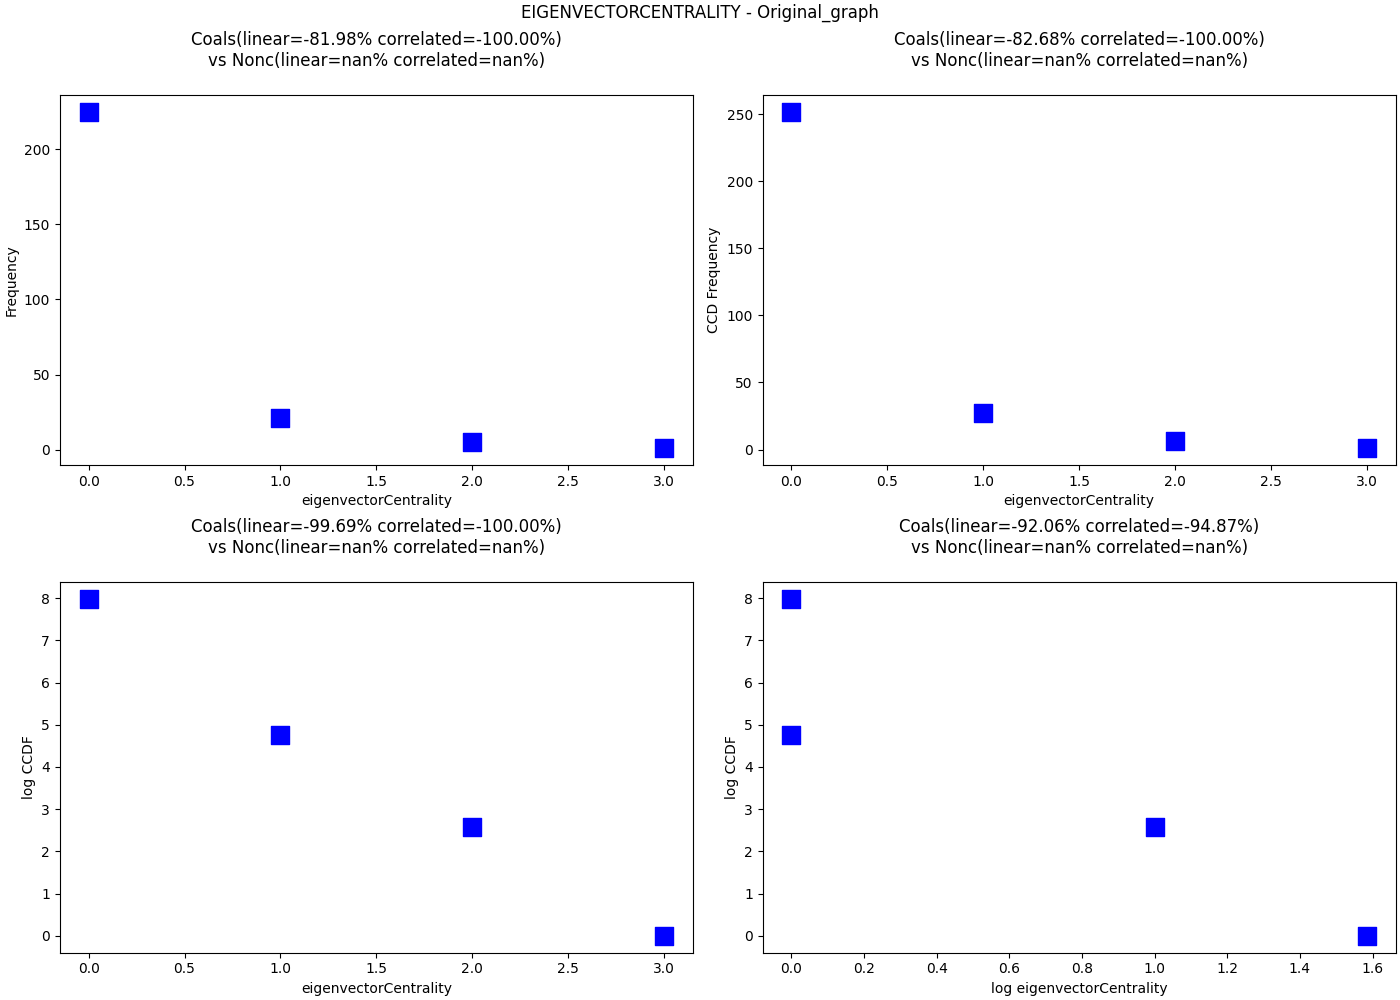 EIGENVECTORCENTRALITY - Original_graph
Coals(linear=-81.98% correlated=-100.00%)
vs Nonc(linear=nan% correlated=nan%)
Frequency
200
150
100
50
0
0.0 0.5 1.0 1.5 2.0 2.5 3.0
eigenvectorCentrality
Coals(linear=-82.68% correlated=-100.00%)
vs Nonc(linear=nan% correlated=nan%)
CCD Frequency
250
200
150
100
50
0
0.0 0.5 1.0 1.5 2.0 2.5 3.0
eigenvectorCentrality
Coals(linear=-99.69% correlated=-100.00%)
vs Nonc(linear=nan% correlated=nan%)
log CCDF
8
7
6
5
4
3
2
1
0
0.0 0.5 1.0 1.5 2.0 2.5 3.0
eigenvectorCentrality
Coals(linear=-92.06% correlated=-94.87%)
vs Nonc(linear=nan% correlated=nan%)
log CCDF
8
7
6
5
4
3
2
1
0
0.0 0.2 0.4 0.6 0.8 1.0 1.2 1.4 1.6
log eigenvectorCentrality